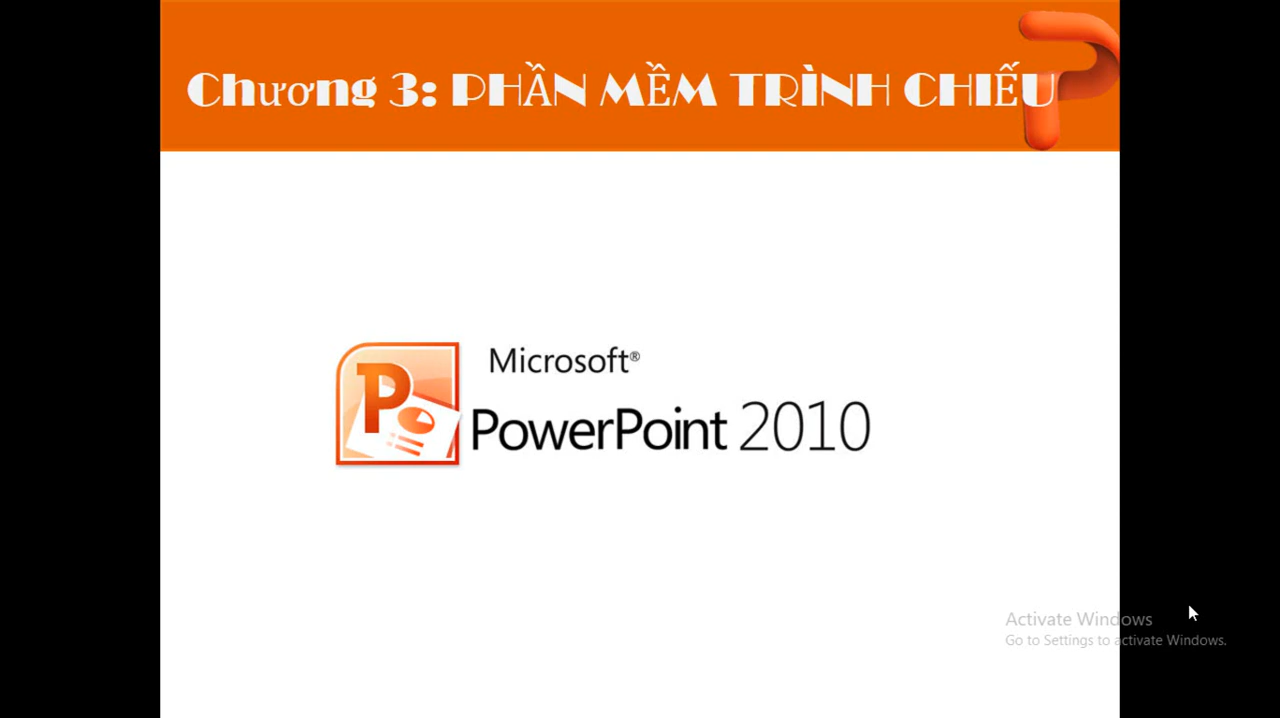 Chương 3: PHẦN MỀM TRÌNH CHIẾU
Microsoft®
PowerPoint 2010
Activate Windows
Go to Settings to activate Windows.